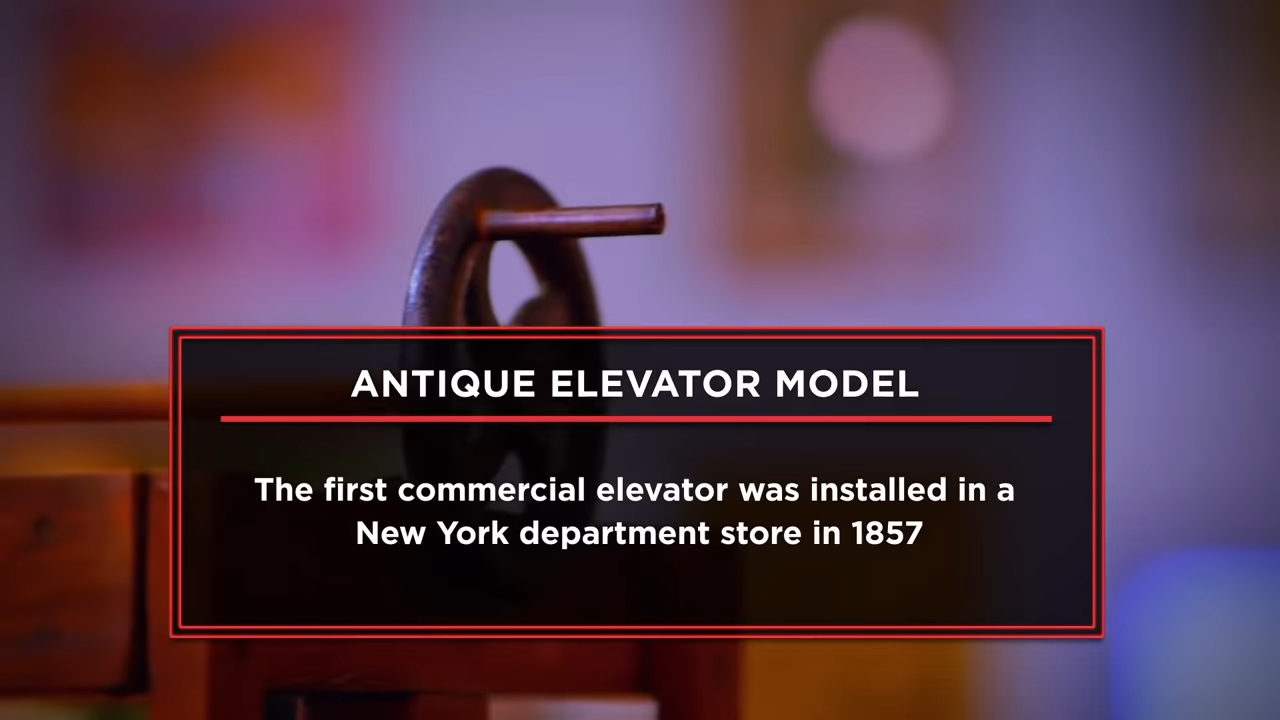 ANTIQUE ELEVATOR MODEL
The first commercial elevator was installed in a
New York department store in 1857